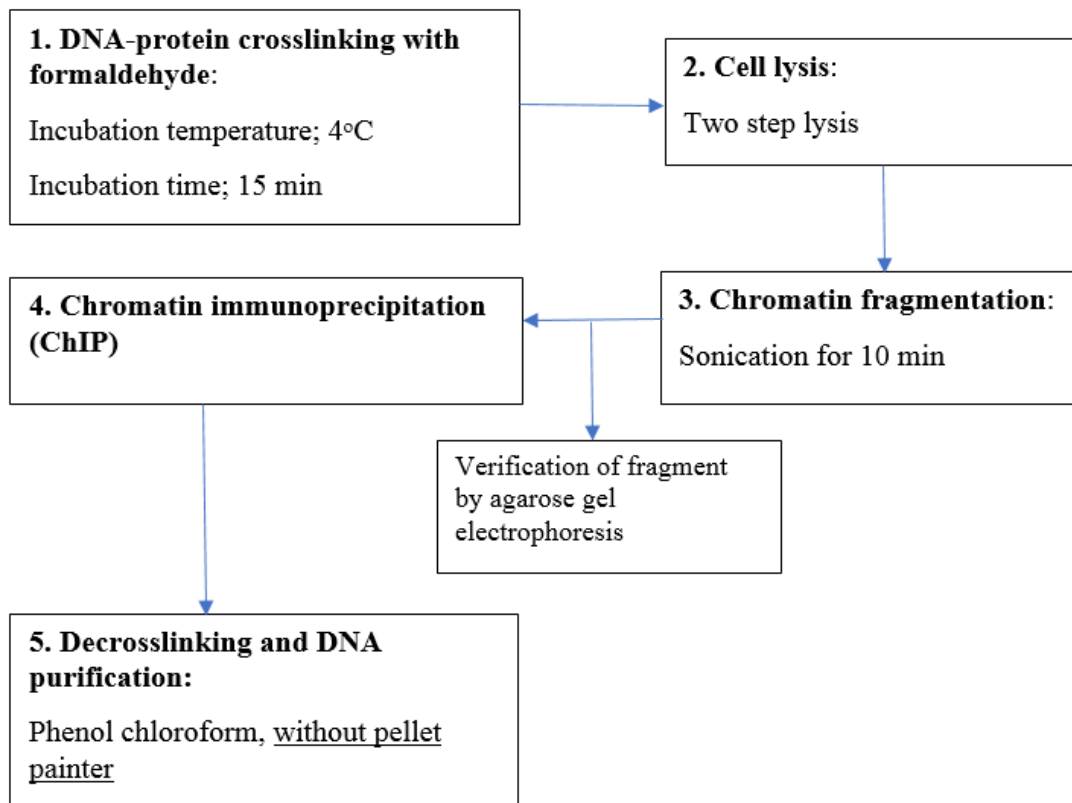 1. DNA-protein crosslinking with
formaldehyde:
Incubation temperature; 4°C
Incubation time; 15 min
2. Cell lysis:
Two step lysis
3. Chromatin fragmentation:
Sonication for 10 min
Verification of fragment
by agarose gel
electrophoresis
4. Chromatin immunoprecipitation
(ChIP)
5. Decrosslinking and DNA
purification:
Phenol chloroform, without pellet
painter